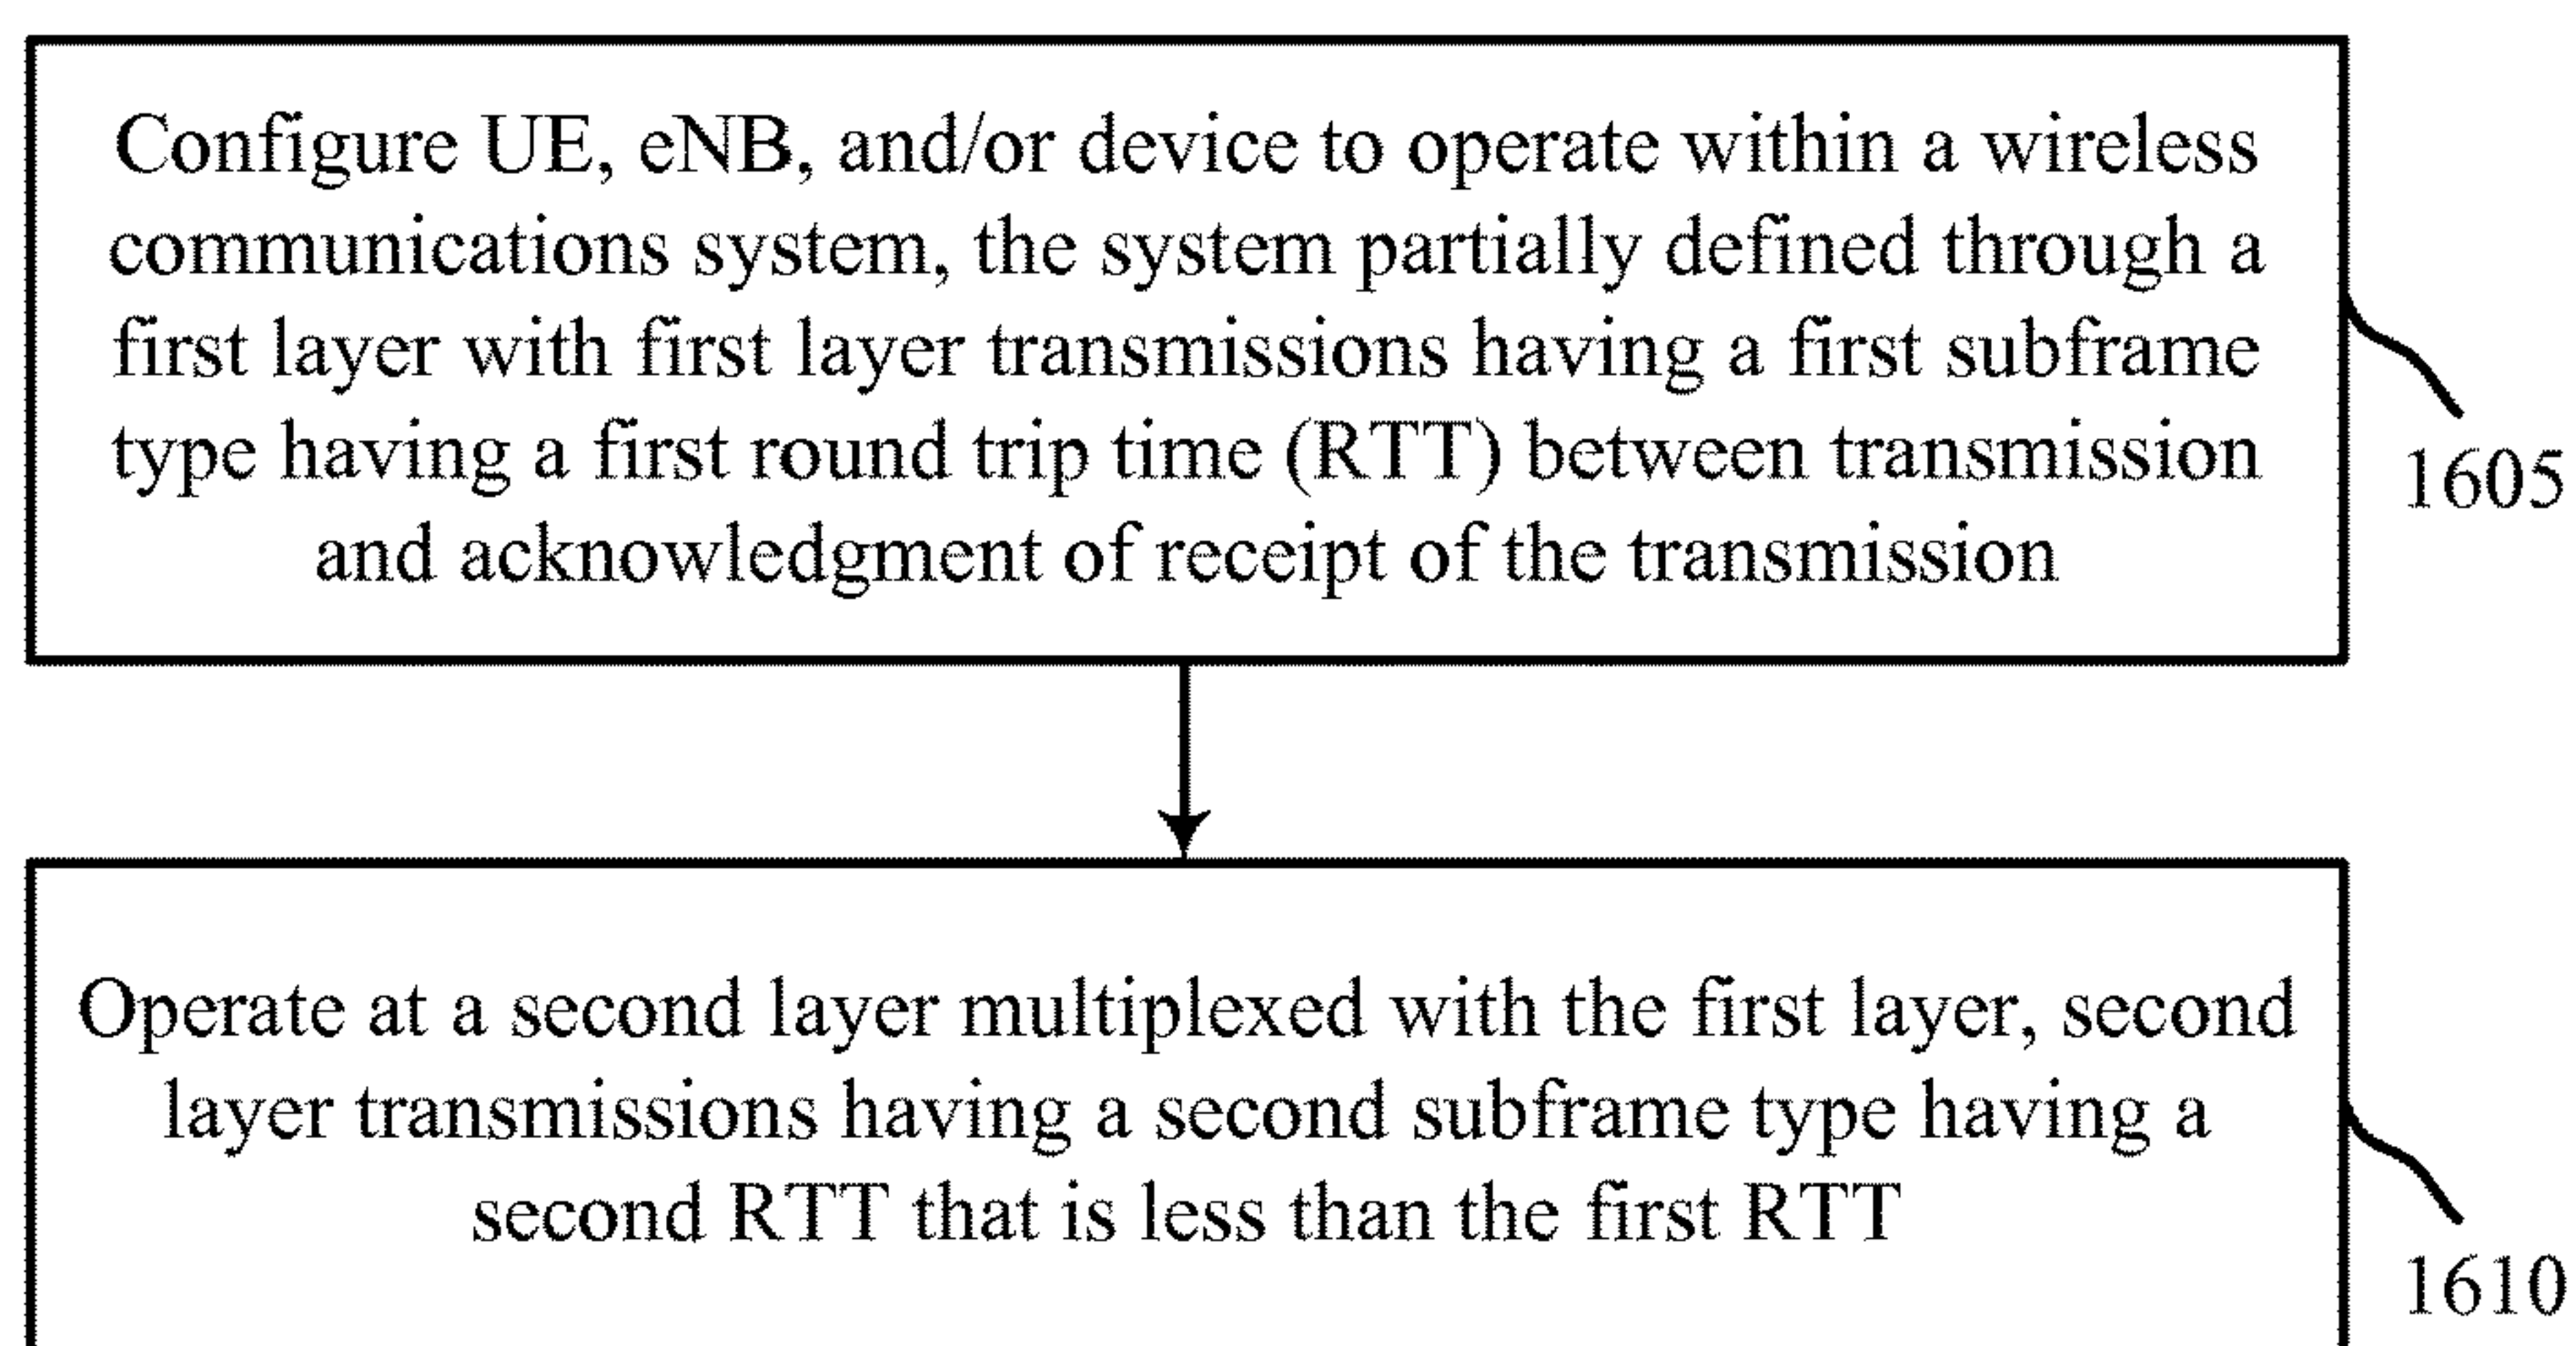 Configure UE, eNB, and/or device to operate within a wireless
communications system, the system partially defined through a
first layer with first layer transmissions having a first subframe
type having a first round trip time (RTT) between transmission
and acknowledgment of receipt of the transmission
1605
Operate at a second layer multiplexed with the first layer, second
layer transmissions having a second subframe type having a
second RTT that is less than the first RTT
1610